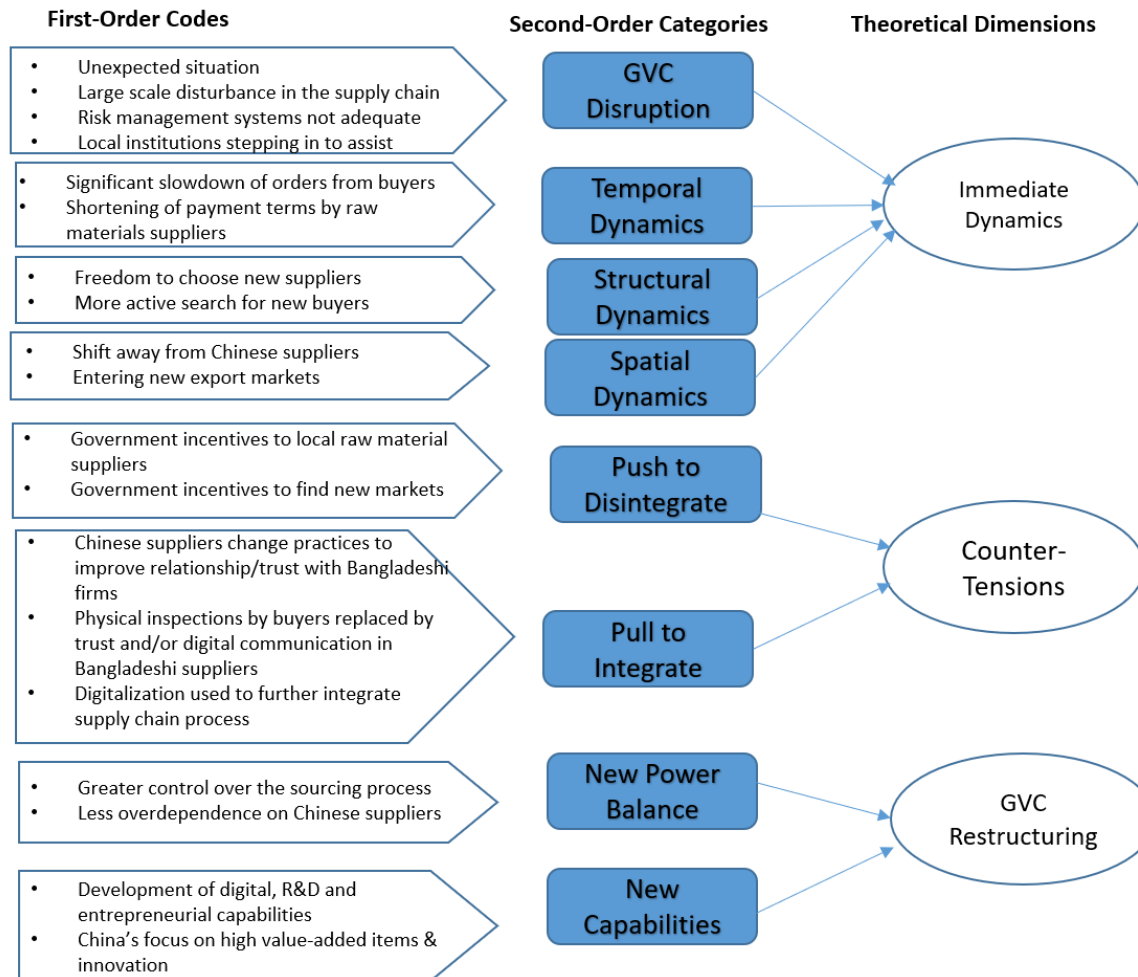 First-Order Codes
Second-Order Categories
Theoretical Dimensions
• Unexpected situation
• Large scale disturbance in the supply chain
• Risk management systems not adequate
• Local institutions stepping in to assist
GVC
Disruption
• Significant slowdown of orders from buyers
• Shortening of payment terms by raw
materials suppliers
Temporal
Dynamics
Immediate
Dynamics
• Freedom to choose new suppliers
• More active search for new buyers
Structural
Dynamics
• Shift away from Chinese suppliers
• Entering new export markets
Spatial
Dynamics
• Government incentives to local raw material
suppliers
• Government incentives to find new markets
Push to
Disintegrate
• Chinese suppliers change practices to
improve relationship/trust with Bangladeshi
firms
• Physical inspections by buyers replaced by
trust and/or digital communication in
Bangladeshi suppliers
• Digitalization used to further integrate
supply chain process
Pull to
Integrate
Counter-
Tensions
• Greater control over the sourcing process
• Less overdependence on Chinese suppliers
New Power
Balance
GVC
Restructuring
• Development of digital, R&D and
entrepreneurial capabilities
• China's focus on high value-added items &
innovation
New
Capabilities